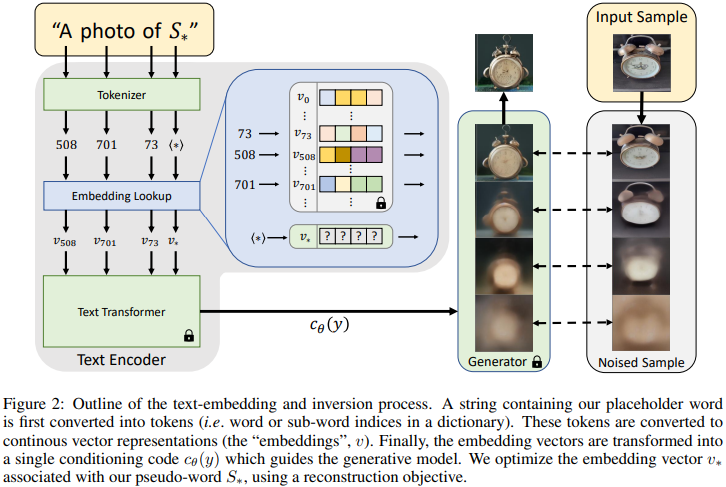 "A photo of S*"
Tokenizer
508 701 73 ⟨*⟩
Embedding Lookup
v508 v701 v73 v*
Text Transformer
Text Encoder
v0
⋮ ⋮
73 v73
508 v508
⋮ ⋮
701 v701
⋮ ⋮
⟨*⟩ v* ? ? ? ?
cθ(y)
Generator
Input Sample
Noised Sample
Figure 2: Outline of the text-embedding and inversion process. A string containing our placeholder word
is first converted into tokens (i.e. word or sub-word indices in a dictionary). These tokens are converted to
continous vector representations (the “embeddings”, v). Finally, the embedding vectors are transformed into
a single conditioning code cθ(y) which guides the generative model. We optimize the embedding vector v*
associated with our pseudo-word S*, using a reconstruction objective.